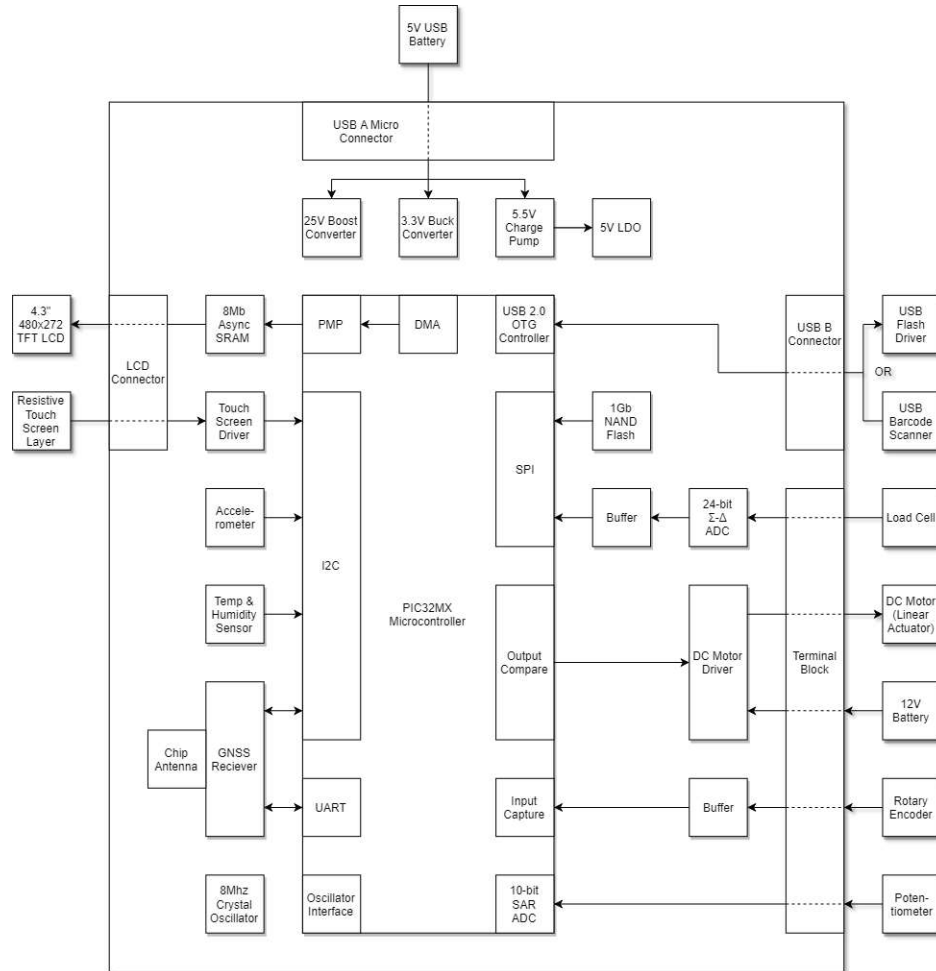 5V USB
Battery
USB A Micro
Connector
25V Boost
Converter
3.3V Buck
Converter
5.5V
Charge
Pump
5V LDO
4.3"
480x272
TFT LCD
LCD
Connector
8Mb
Async
SRAM
PMP
DMA
USB 2.0
OTG
Controller
USB B
Connector
USB
Flash
Driver
OR
Resistive
Touch
Screen
Layer
Touch
Screen
Driver
SPI
1Gb
NAND
Flash
USB
Barcode
Scanner
Accele-
rometer
I2C
Buffer
24-bit
Σ-Δ
ADC
Load Cell
Temp &
Humidity
Sensor
PIC32MX
Microcontroller
Output
Compare
DC Motor
Driver
Terminal
Block
DC Motor
(Linear
Actuator)
12V
Battery
Chip
Antenna
GNSS
Reciever
UART
Input
Capture
Buffer
Rotary
Encoder
8Mhz
Crystal
Oscillator
Oscillator
Interface
10-bit
SAR
ADC
Poten-
tiometer